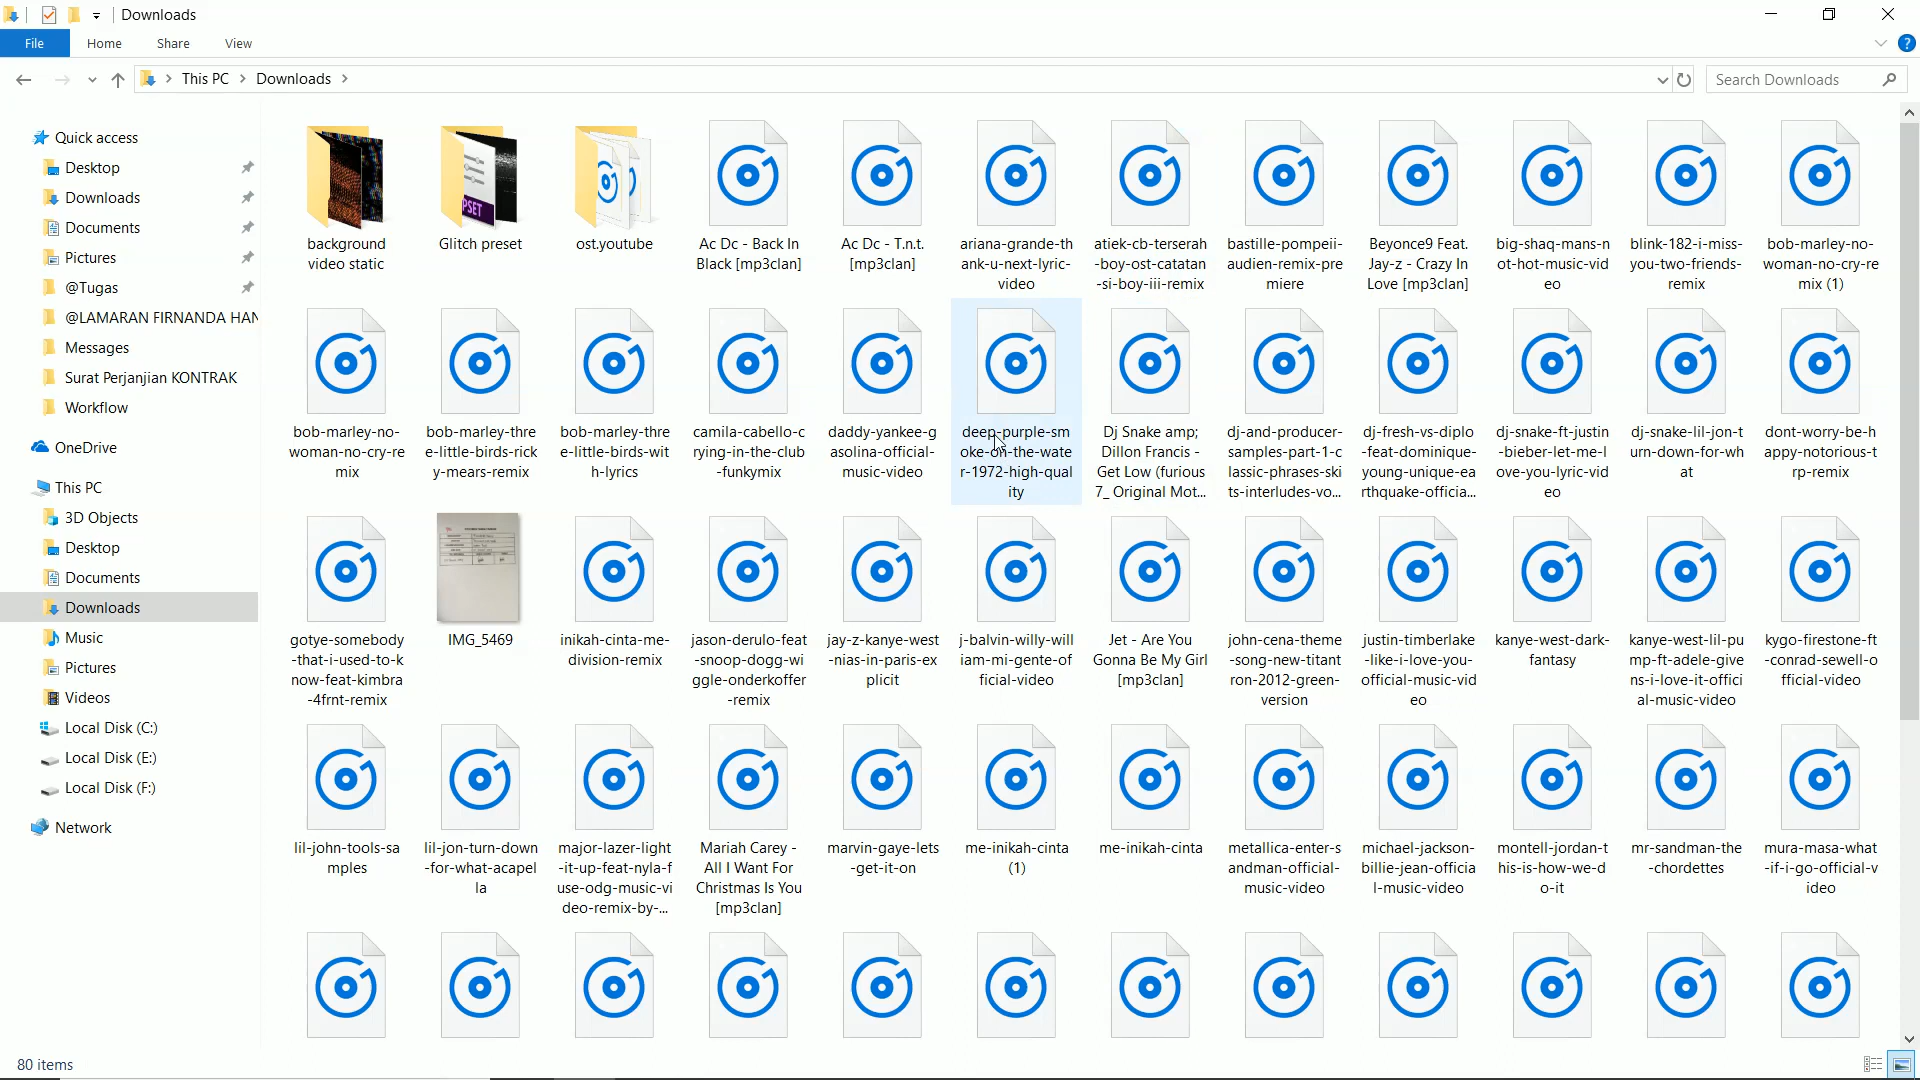 Downloads
File
Home
Share
View
This PC
Downloads
Search Downloads
Quick access
Desktop
Downloads
Documents
Pictures
@Tugas
@LAMARAN FIRNANDA HAN
Messages
Surat Perjanjian KONTRAK
Workflow
OneDrive
This PC
3D Objects
Desktop
Documents
Downloads
Music
Pictures
Videos
Local Disk (C:)
Local Disk (E:)
Local Disk (F:)
Network
PSET
background
video static
Glitch preset
ost.youtube
Ac Dc - Back In
Black [mp3clan]
Ac Dc - T.n.t.
[mp3clan]
ariana-grande-th
ank-u-next-lyric-
video
atiek-cb-terserah
-boy-ost-catatan
-si-boy-iii-remix
bastille-pompeii-
audien-remix-pre
miere
Beyonce9 Feat.
Jay-z - Crazy In
Love [mp3clan]
big-shaq-mans-n
ot-hot-music-vid
eo
blink-182-i-miss-
you-two-friends-
remix
bob-marley-no-
woman-no-cry-re
mix (1)
bob-marley-no-
woman-no-cry-re
mix
bob-marley-thre
e-little-birds-rick
y-mears-remix
bob-marley-thre
e-little-birds-wit
h-lyrics
camila-cabello-c
rying-in-the-club
-funkymix
daddy-yankee-g
asolina-official-
music-video
deep-purple-sm
oke-on-the-wate
r-1972-high-qual
ity
Dj Snake amp;
Dillon Francis -
Get Low (furious
7_ Original Mot...
dj-and-producer-
samples-part-1-c
lassic-phrases-ski
ts-interludes-vo...
dj-fresh-vs-diplo
-feat-dominique-
young-unique-ea
rthquake-officia...
dj-snake-ft-justin
-bieber-let-me-l
ove-you-lyric-vid
eo
dj-snake-lil-jon-t
urn-down-for-wh
at
dont-worry-be-h
appy-notorious-t
rp-remix
gotye-somebody
-that-i-used-to-k
now-feat-kimbra
-4frnt-remix
IMG_5469
inikah-cinta-me-
division-remix
jason-derulo-feat
-snoop-dogg-wi
ggle-onderkoffer
-remix
jay-z-kanye-west
-nias-in-paris-ex
plicit
j-balvin-willy-will
iam-mi-gente-of
ficial-video
Jet - Are You
Gonna Be My Girl
[mp3clan]
john-cena-theme
-song-new-titant
ron-2012-green-
version
justin-timberlake
-like-i-love-you-
official-music-vid
eo
kanye-west-dark-
fantasy
kanye-west-lil-pu
mp-ft-adele-give
ns-i-love-it-offici
al-music-video
kygo-firestone-ft
-conrad-sewell-o
fficial-video
lil-john-tools-sa
mples
lil-jon-turn-down
-for-what-acapel
la
major-lazer-light
-it-up-feat-nyla-f
use-odg-music-vi
deo-remix-by-...
Mariah Carey -
All I Want For
Christmas Is You
[mp3clan]
marvin-gaye-lets
-get-it-on
me-inikah-cinta
(1)
me-inikah-cinta
metallica-enter-s
andman-official-
music-video
michael-jackson-
billie-jean-officia
l-music-video
montell-jordan-t
his-is-how-we-d
o-it
mr-sandman-the
-chordettes
mura-masa-what
-if-i-go-official-v
ideo
80 items